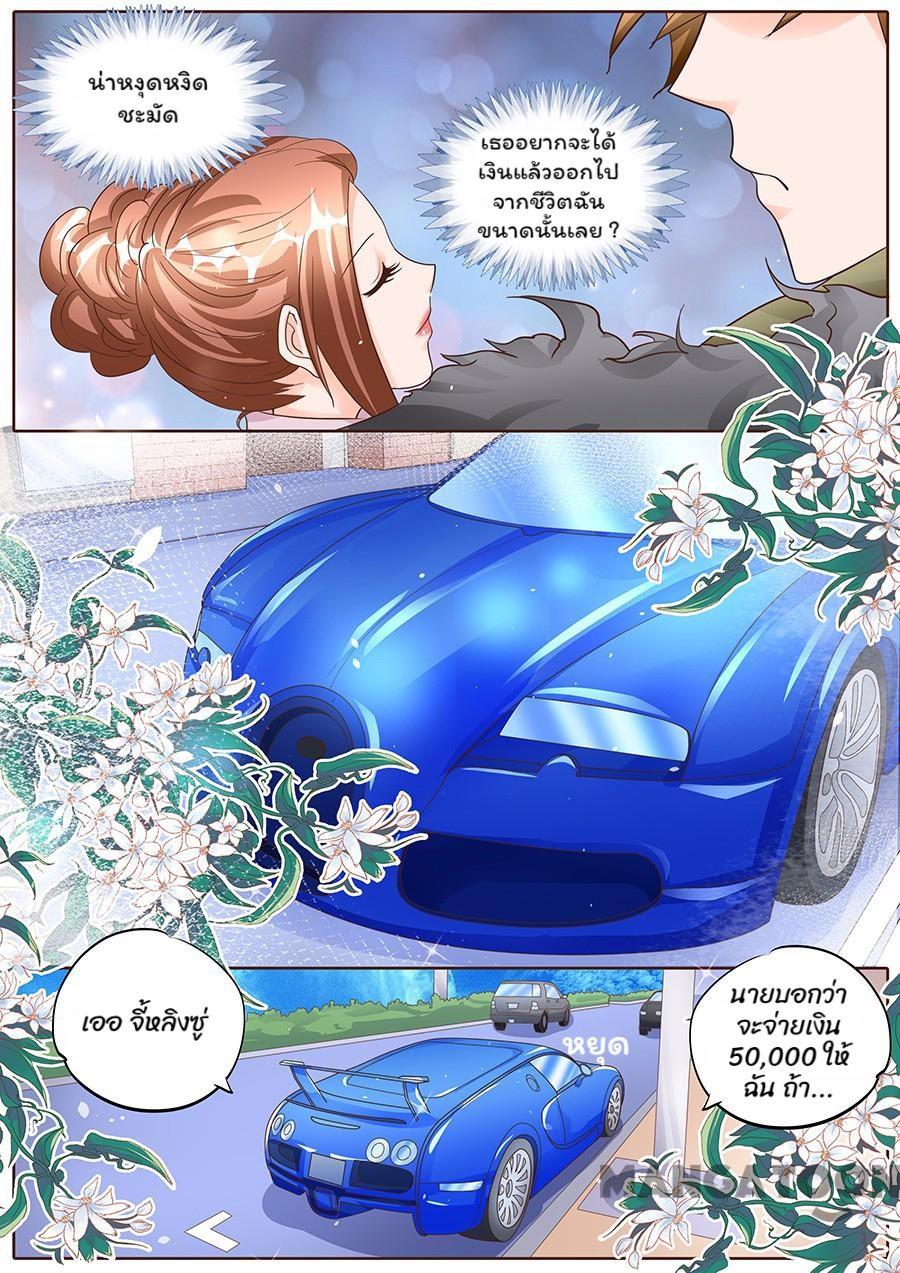 น่าหงุดหงิด
ชะมัด
เธออยากจะได้
เงินแล้วออกไป
จากชีวิตฉัน
ขนาดนั้นเลย ?
เออ จี้หลิงซู่
หยุด
นายบอกว่า
จะจ่ายเงิน
50,000 ให้
ฉัน ถ้า...
MANGATOON